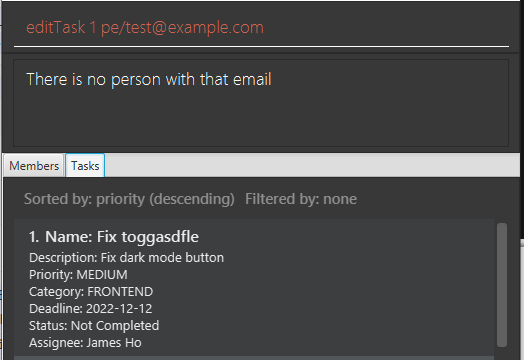 editTask 1 pe/test@example.com
There is no person with that email
Members Tasks
Sorted by: priority (descending) Filtered by: none
1. Name: Fix toggasdfle
Description: Fix dark mode button
Priority: MEDIUM
Category: FRONTEND
Deadline: 2022-12-12
Status: Not Completed
Assignee: James Ho